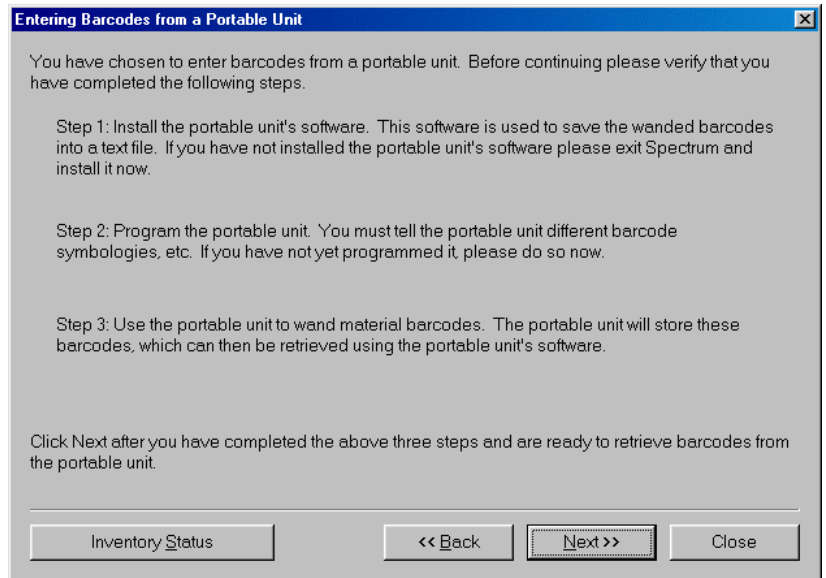 Entering Barcodes from a Portable Unit
You have chosen to enter barcodes from a portable unit. Before continuing please verify that you
have completed the following steps.
Step 1: Install the portable unit's software. This software is used to save the wanded barcodes
into a text file. If you have not installed the portable unit's software please exit Spectrum and
install it now.
Step 2: Program the portable unit. You must tell the portable unit different barcode
symbologies, etc. If you have not yet programmed it, please do so now.
Step 3: Use the portable unit to wand material barcodes. The portable unit will store these
barcodes, which can then be retrieved using the portable unit's software.
Click Next after you have completed the above three steps and are ready to retrieve barcodes from
the portable unit.
Inventory Status << Back Next >> Close